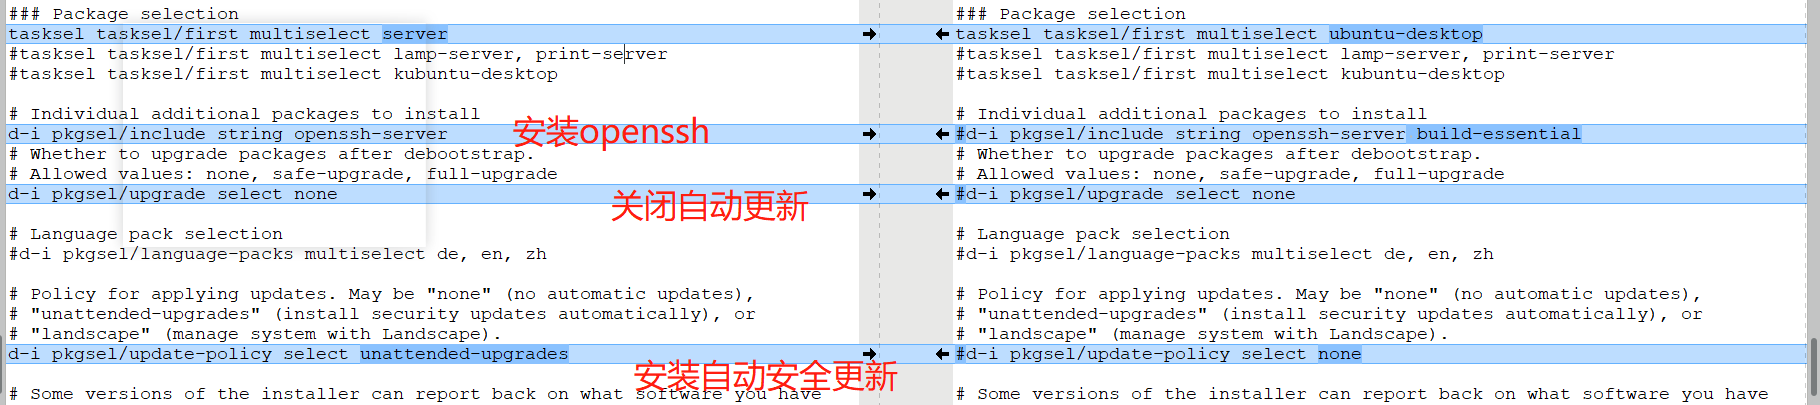 ### Package selection
tasksel tasksel/first multiselect server
#tasksel tasksel/first multiselect lamp-server, print-server
#tasksel tasksel/first multiselect kubuntu-desktop
# Individual additional packages to install
d-i pkgsel/include string openssh-server
安装openssh
# Whether to upgrade packages after debootstrap.
# Allowed values: none, safe-upgrade, full-upgrade
d-i pkgsel/upgrade select none
关闭自动更新
# Language pack selection
#d-i pkgsel/language-packs multiselect de, en, zh
# Policy for applying updates. May be "none" (no automatic updates),
# "unattended-upgrades" (install security updates automatically), or
# "landscape" (manage system with Landscape).
d-i pkgsel/update-policy select unattended-upgrades
安装自动安全更新
# Some versions of the installer can report back on what software you have
### Package selection
tasksel tasksel/first multiselect ubuntu-desktop
#tasksel tasksel/first multiselect lamp-server, print-server
#tasksel tasksel/first multiselect kubuntu-desktop
# Individual additional packages to install
#d-i pkgsel/include string openssh-server build-essential
# Whether to upgrade packages after debootstrap.
# Allowed values: none, safe-upgrade, full-upgrade
#d-i pkgsel/upgrade select none
# Language pack selection
#d-i pkgsel/language-packs multiselect de, en, zh
# Policy for applying updates. May be "none" (no automatic updates),
# "unattended-upgrades" (install security updates automatically), or
# "landscape" (manage system with Landscape).
#d-i pkgsel/update-policy select none
# Some versions of the installer can report back on what software you have